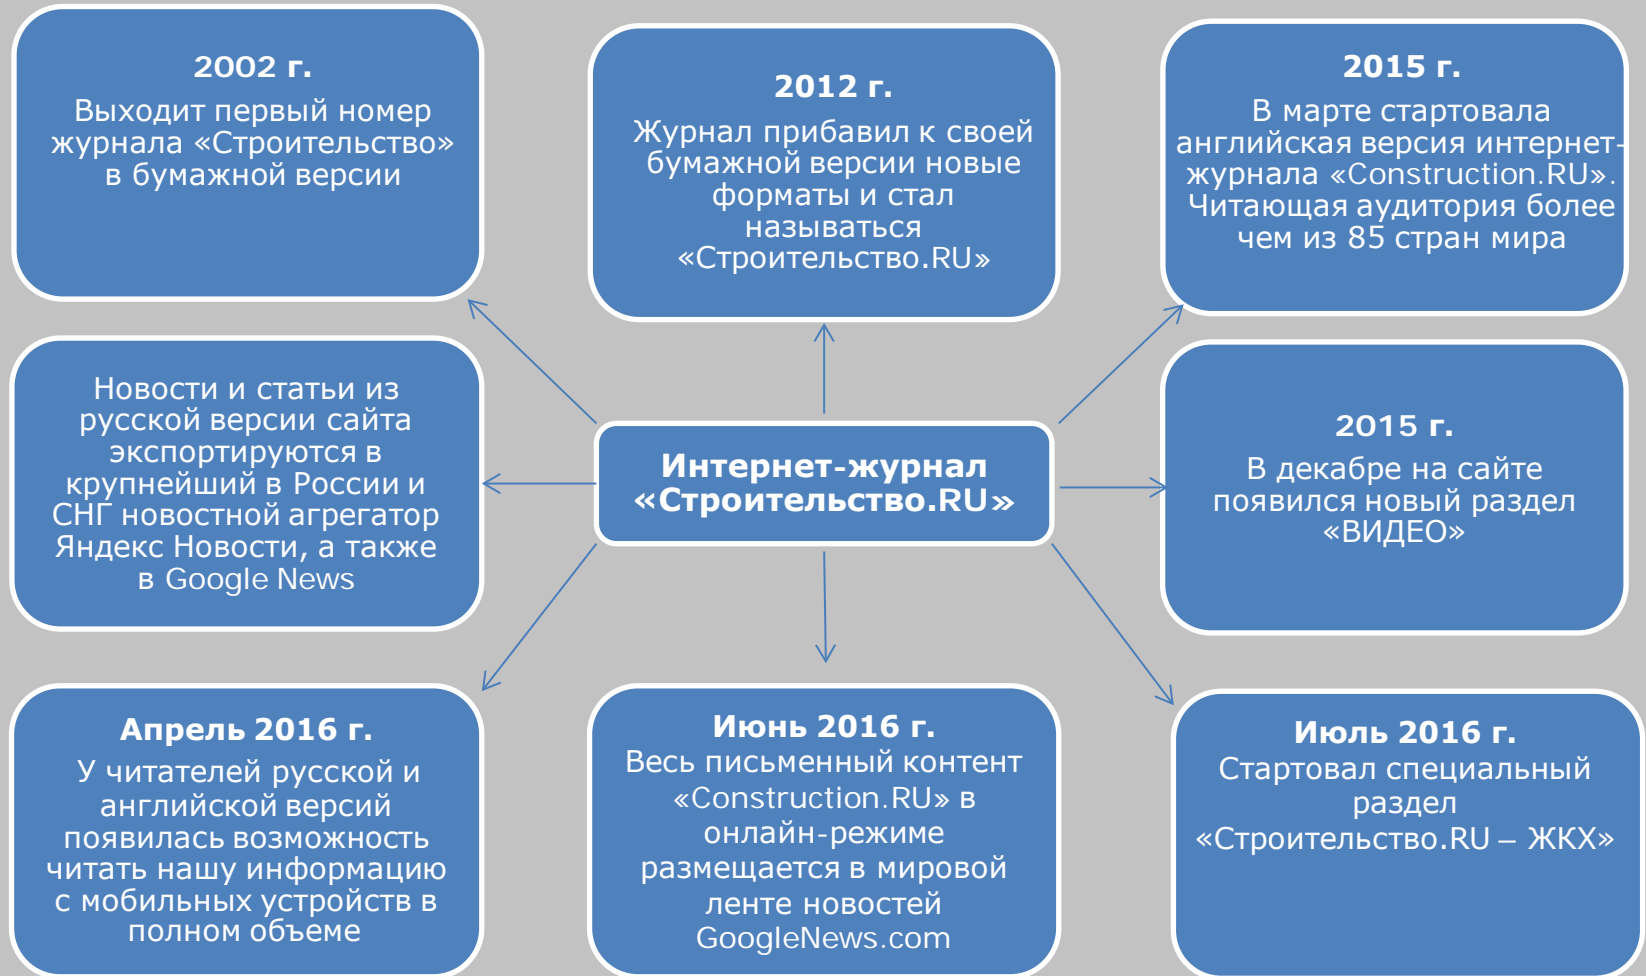 2002 г.
Выходит первый номер
журнала «Строительство»
в бумажной версии
2012 г.
Журнал прибавил к своей
бумажной версии новые
форматы и стал
называться
«Строительство.RU»
2015 г.
В марте стартовала
английская версия интернет-
журнала «Construction.RU».
Читающая аудитория более
чем из 85 стран мира
Новости и статьи из
русской версии сайта
экспортируются в
крупнейший в России и
СНГ новостной агрегатор
Яндекс Новости, а также
в Google News
Интернет-журнал
«Строительство.RU»
2015 г.
В декабре на сайте
появился новый раздел
«ВИДЕО»
Апрель 2016 г.
У читателей русской и
английской версий
появилась возможность
читать нашу информацию
с мобильных устройств в
полном объеме
Июнь 2016 г.
Весь письменный контент
«Construction.RU» в
онлайн-режиме
размещается в мировой
ленте новостей
GoogleNews.com
Июль 2016 г.
Стартовал специальный
раздел
«Строительство.RU – ЖКХ»